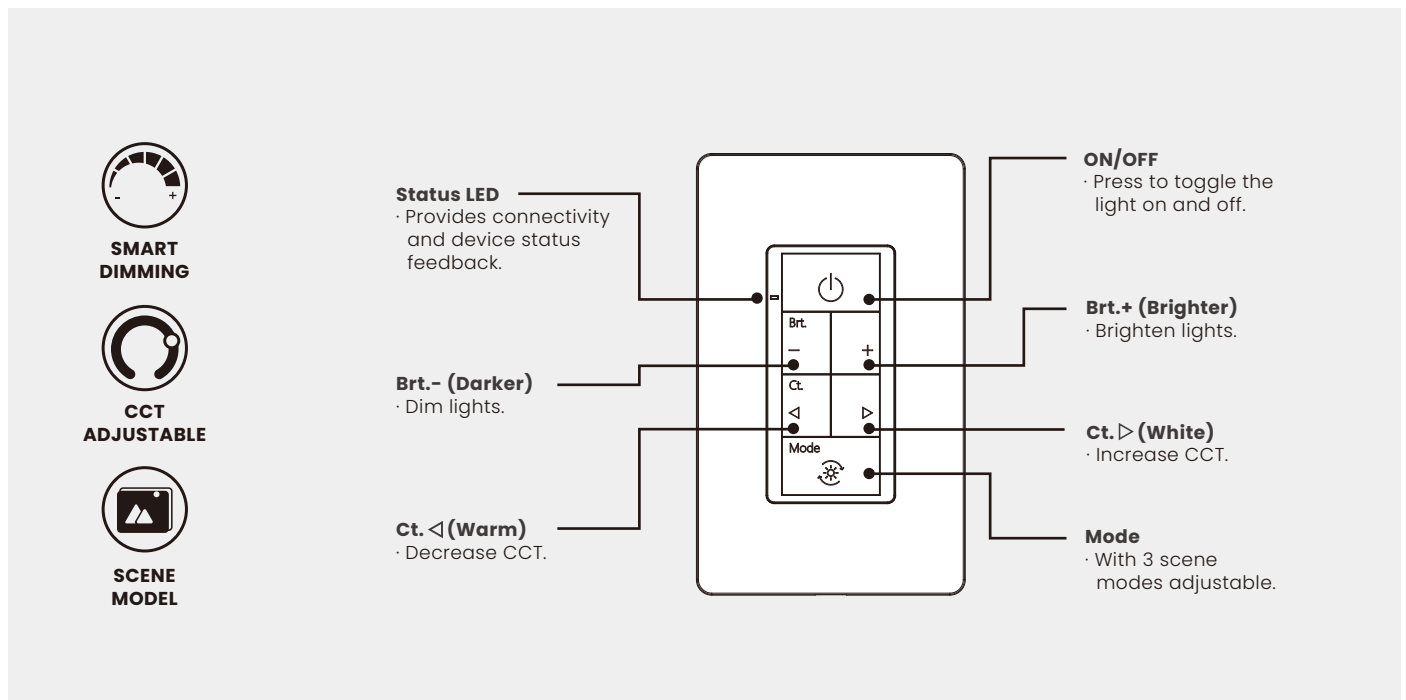 SMART
DIMMING
CCT
ADJUSTABLE
SCENE
MODEL
Status LED
· Provides connectivity
and device status
feedback.
Brt.- (Darker)
· Dim lights.
Ct. ◁ (Warm)
· Decrease CCT.
Brt.
−
+
Ct.
◁
▷
Mode
ON/OFF
· Press to toggle the
light on and off.
Brt.+ (Brighter)
· Brighten lights.
Ct. ▷ (White)
· Increase CCT.
Mode
· With 3 scene
modes adjustable.